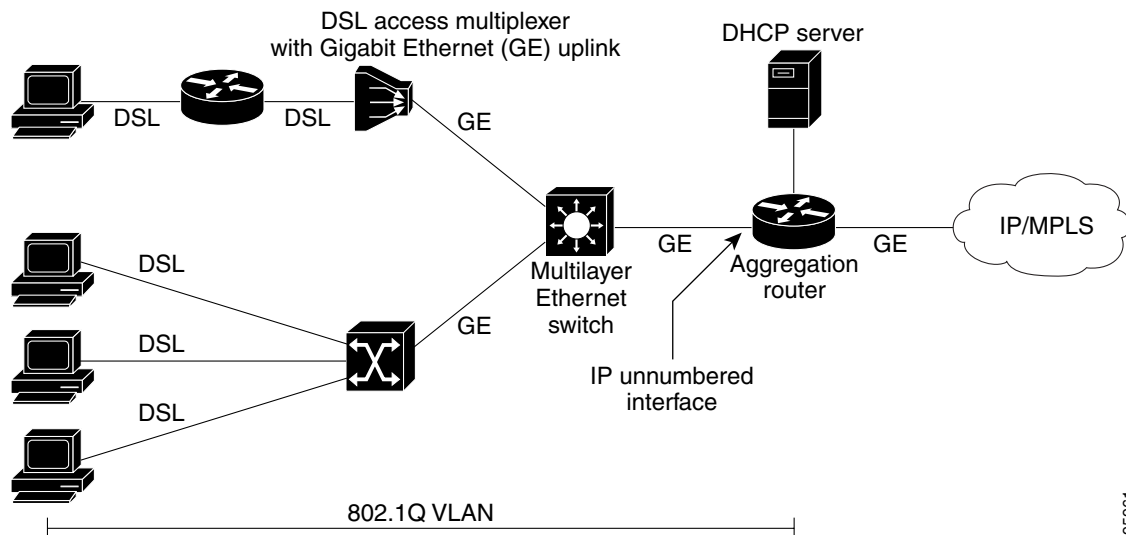 DSL access multiplexer
with Gigabit Ethernet (GE) uplink
DHCP server
DSL
DSL
GE
IP/MPLS
GE
GE
Aggregation
router
Multilayer
Ethernet
switch
DSL
GE
DSL
IP unnumbered
interface
DSL
802.1Q VLAN